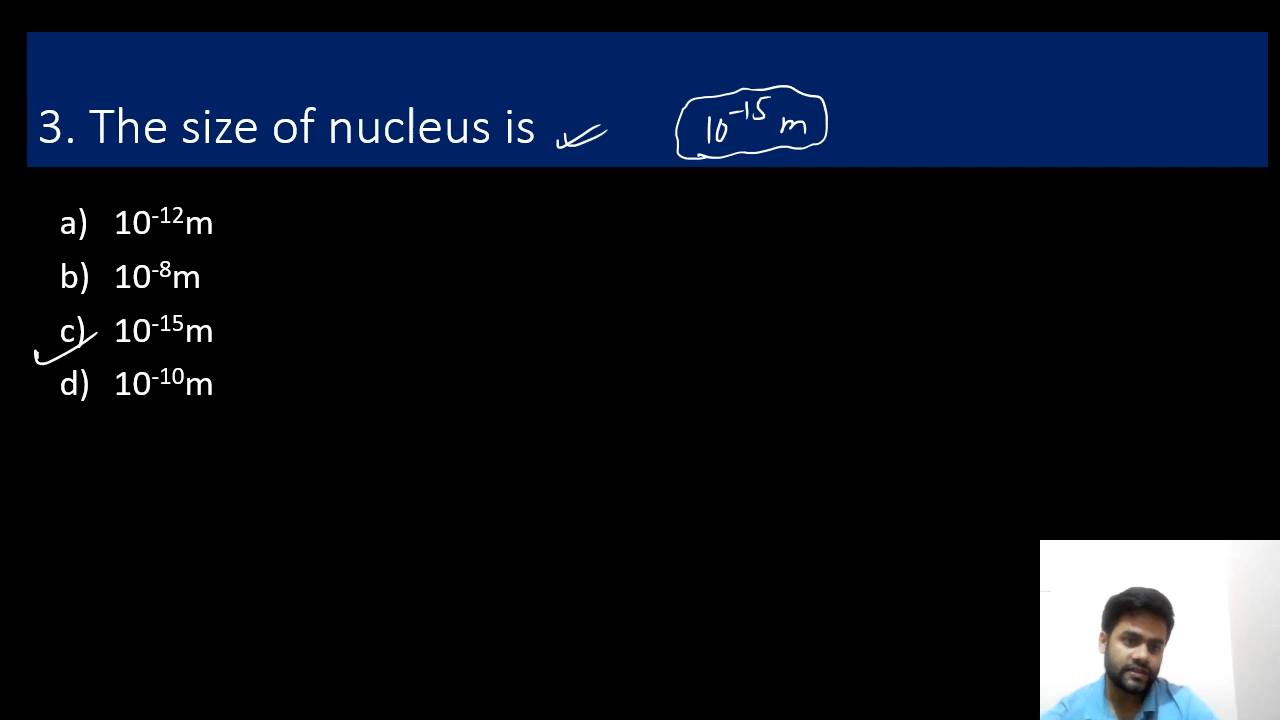 3. The size of nucleus is 10⁻¹⁵ m
a) 10⁻¹²m
b) 10⁻⁸m
c) 10⁻¹⁵m
d) 10⁻¹⁰m